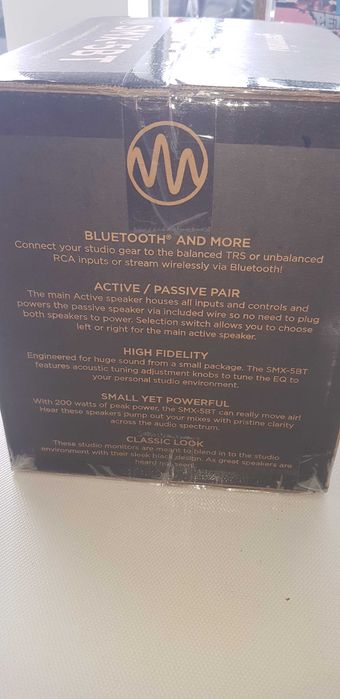 BLUETOOTH® AND MORE
Connect your studio gear to the balanced TRS or unbalanced
RCA inputs or stream wirelessly via Bluetooth!
ACTIVE / PASSIVE PAIR
The main Active speaker houses all inputs and controls and
powers the passive speaker via included wire so no need to plug
both speakers to power. Selection switch allows you to choose
left or right for the main active speaker.
HIGH FIDELITY
Engineered for huge sound from a small package. The SMX-5BT
features acoustic tuning adjustment knobs to tune the EQ to
your personal studio environment.
SMALL YET POWERFUL
With 200 watts of peak power, the SMX-5BT can really move air!
Hear these speakers pump out your mixes with pristine clarity
across the audio spectrum.
CLASSIC LOOK
These studio monitors are meant to blend in to the studio
environment with their sleek black design. As great speakers are
heard not seen!